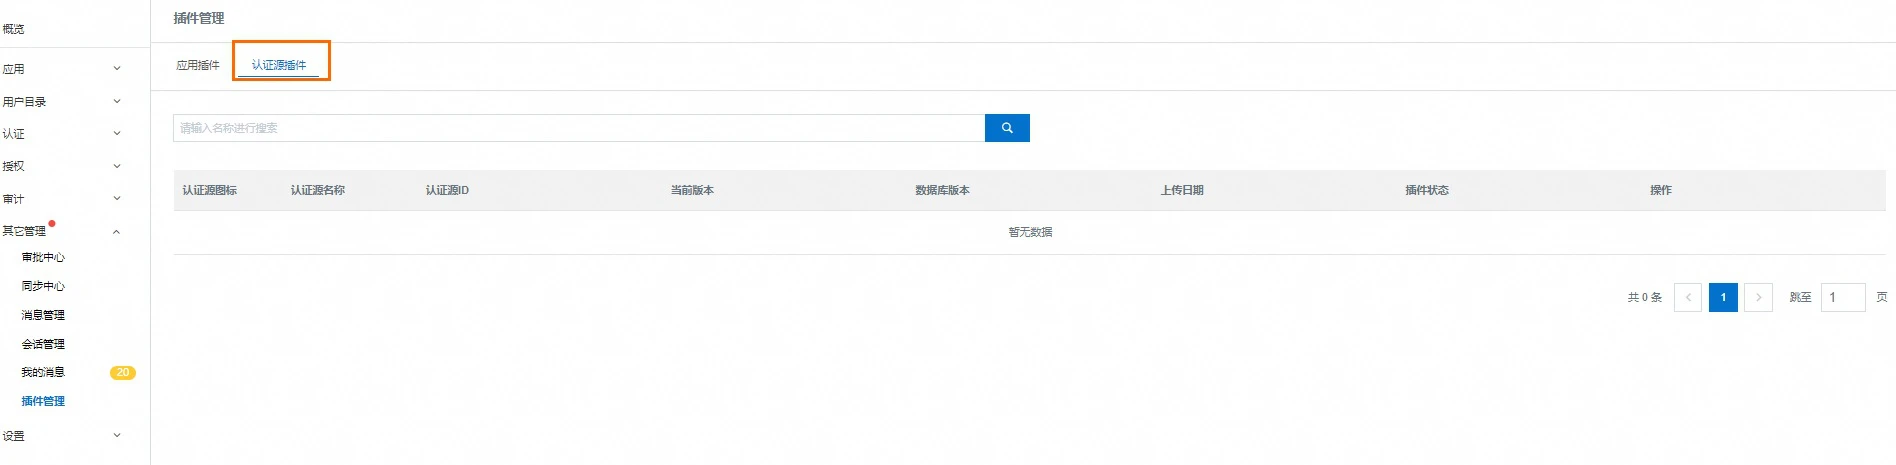 概览
应用
用户目录
认证
授权
审计
其它管理
审批中心
同步中心
消息管理
会话管理
我的消息 20
插件管理
设置
插件管理
应用插件 认证源插件
请输入名称进行搜索
认证源图标 认证源名称 认证源ID 当前版本 数据库版本 上传日期 插件状态 操作
暂无数据
共 0 条 1 跳至 1 页